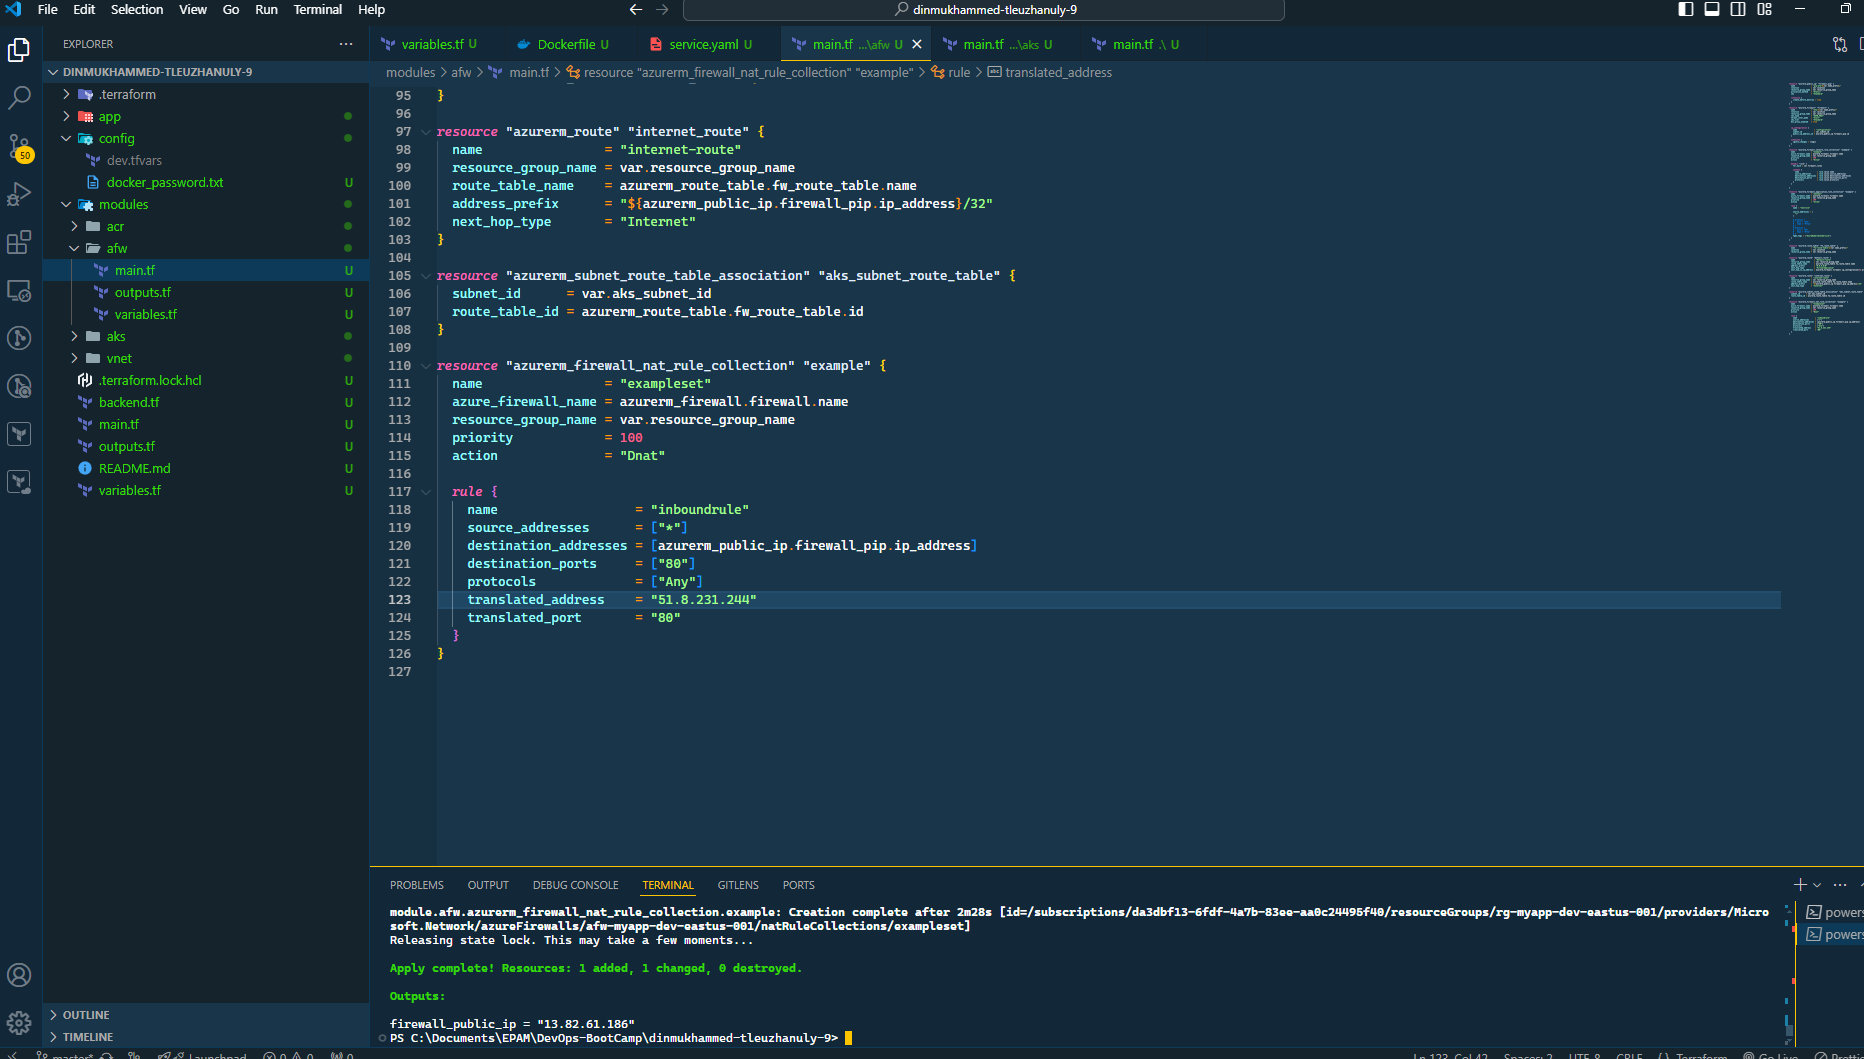 File Edit Selection View Go Run Terminal Help
dinmukhammed-tleuzhanuly-9
EXPLORER
DINMUKHAMMED-TLEUZHANULY-9
.terraform
app
config
dev.tfvars
docker_password.txt U
modules
acr
afw
main.tf U
outputs.tf U
variables.tf U
aks
vnet
.terraform.lock.hcl U
backend.tf U
main.tf U
outputs.tf U
README.md U
variables.tf U
OUTLINE
TIMELINE
50
variables.tf U Dockerfile U service.yaml U main.tf ...\afw U main.tf ...\aks U main.tf .\ U
modules > afw > main.tf > resource "azurerm_firewall_nat_rule_collection" "example" > rule > translated_address
95 }
96
97 resource "azurerm_route" "internet_route" {
98 name = "internet-route"
99 resource_group_name = var.resource_group_name
100 route_table_name = azurerm_route_table.fw_route_table.name
101 address_prefix = "${azurerm_public_ip.firewall_pip.ip_address}/32"
102 next_hop_type = "Internet"
103 }
104
105 resource "azurerm_subnet_route_table_association" "aks_subnet_route_table" {
106 subnet_id = var.aks_subnet_id
107 route_table_id = azurerm_route_table.fw_route_table.id
108 }
109
110 resource "azurerm_firewall_nat_rule_collection" "example" {
111 name = "exampleset"
112 azure_firewall_name = azurerm_firewall.firewall.name
113 resource_group_name = var.resource_group_name
114 priority = 100
115 action = "Dnat"
116
117 rule {
118 name = "inboundrule"
119 source_addresses = ["*"]
120 destination_addresses = [azurerm_public_ip.firewall_pip.ip_address]
121 destination_ports = ["80"]
122 protocols = ["Any"]
123 translated_address = "51.8.231.244"
124 translated_port = "80"
125 }
126 }
127
PROBLEMS OUTPUT DEBUG CONSOLE TERMINAL GITLENS PORTS
module.afw.azurerm_firewall_nat_rule_collection.example: Creation complete after 2m28s [id=/subscriptions/da3dbf13-6fdf-4a7b-83ee-aa0c24495f40/resourceGroups/rg-myapp-dev-eastus-001/providers/Micro
soft.Network/azureFirewalls/afw-myapp-dev-eastus-001/natRuleCollections/exampleset]
Releasing state lock. This may take a few moments...
Apply complete! Resources: 1 added, 1 changed, 0 destroyed.
Outputs:
firewall_public_ip = "13.82.61.186"
PS C:\Documents\EPAM\DevOps-BootCamp\dinmukhammed-tleuzhanuly-9>
powers
powers
master* Launchpad 0 0 0 Ln 123, Col 42 Spaces: 2 UTF-8 CRLF {} Terraform Go Live